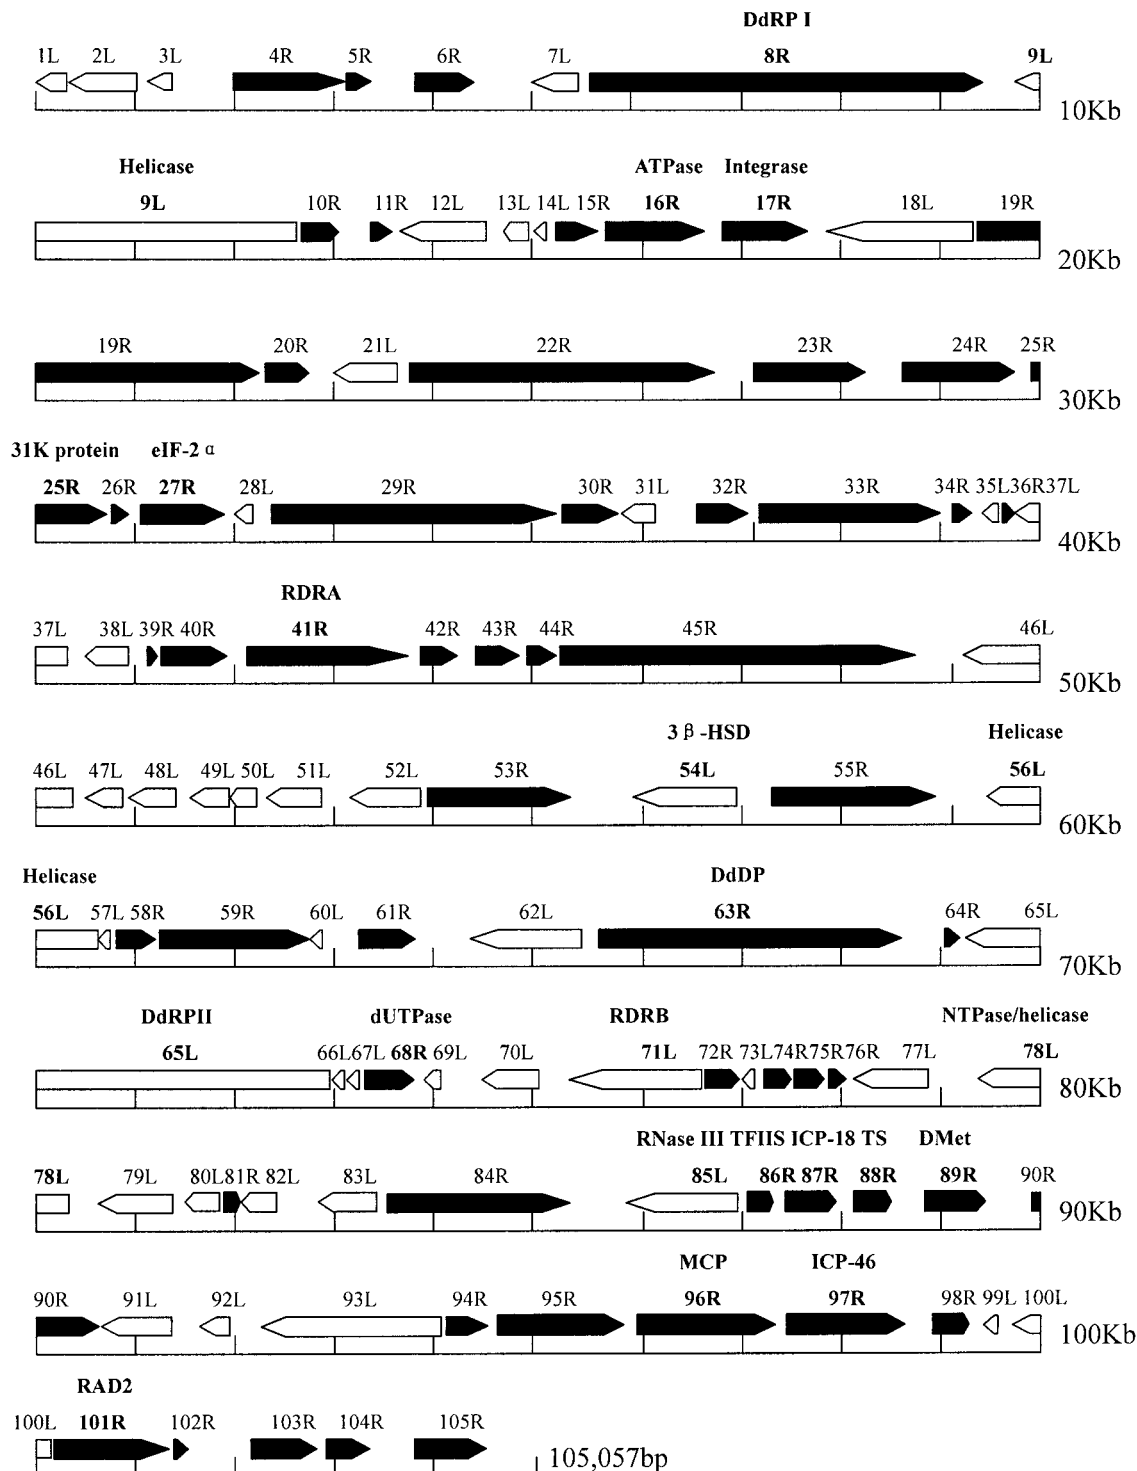 DdRP I
1L 2L 3L 4R 5R 6R 7L 8R 9L
10Kb
Helicase ATPase Integrase
9L 10R 11R 12L 13L 14L 15R 16R 17R 18L 19R
20Kb
19R 20R 21L 22R 23R 24R 25R
30Kb
31K protein eIF-2 α
25R 26R 27R 28L 29R 30R 31L 32R 33R 34R 35L 36R 37L
40Kb
RDRA
37L 38L 39R 40R 41R 42R 43R 44R 45R 46L
50Kb
3 β -HSD Helicase
46L 47L 48L 49L 50L 51L 52L 53R 54L 55R 56L
60Kb
Helicase DdDP
56L 57L 58R 59R 60L 61R 62L 63R 64R 65L
70Kb
DdRPII dUTPase RDRB NTPase/helicase
65L 66L 67L 68R 69L 70L 71L 72R 73L 74R 75R 76R 77L 78L
80Kb
RNase III TFIIS ICP-18 TS DMet
78L 79L 80L 81R 82L 83L 84R 85L 86R 87R 88R 89R 90R
90Kb
MCP ICP-46
90R 91L 92L 93L 94R 95R 96R 97R 98R 99L 100L
100Kb
RAD2
100L 101R 102R 103R 104R 105R
105,057bp